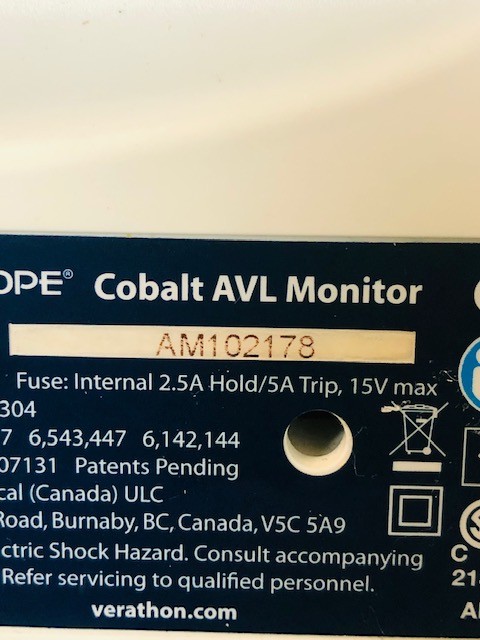 OPE® Cobalt AVL Monitor
AM102178
Fuse: Internal 2.5A Hold/5A Trip, 15V max
304
7 6,543,447 6,142,144
07131 Patents Pending
cal (Canada) ULC
Road, Burnaby, BC, Canada, V5C 5A9
ctric Shock Hazard. Consult accompanying
Refer servicing to qualified personnel.
verathon.com
C
21